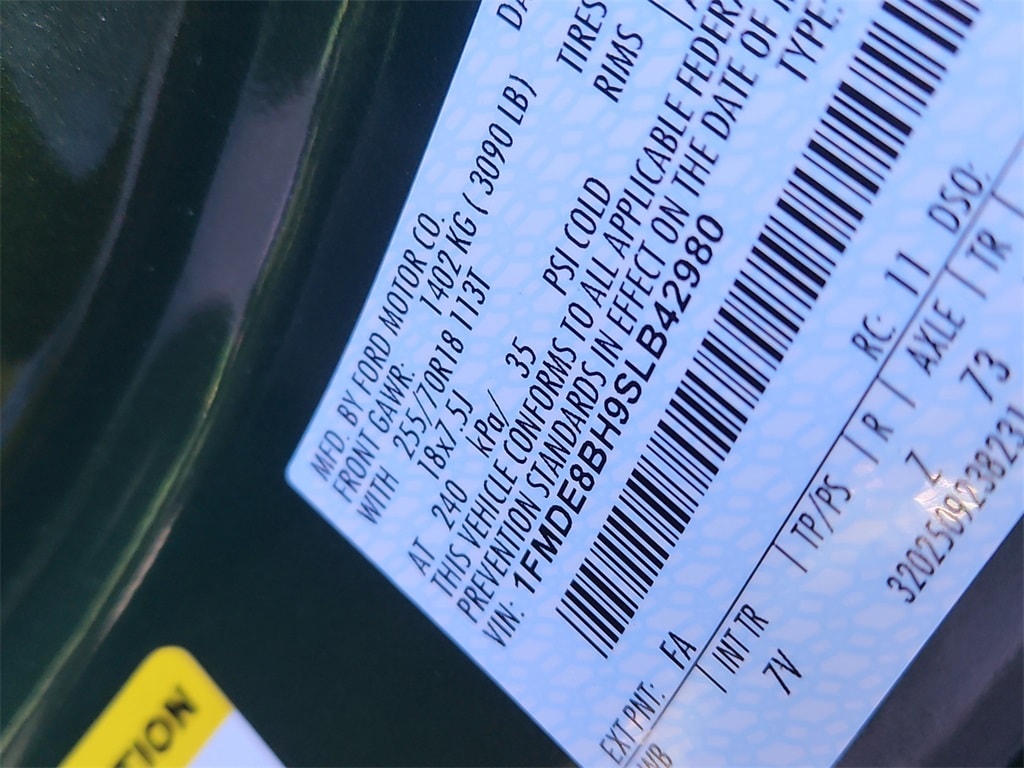 MFD. BY FORD MOTOR CO.
FRONT GAWR: 1402 KG ( 3090 LB)
WITH 255/70R18 113T TIRES
18x7.5J RIMS
AT 240 kPa/ 35 PSI COLD
THIS VEHICLE CONFORMS TO ALL APPLICABLE
PREVENTION STANDARDS IN EFFECT ON THE DATE OF
VIN: 1FMDE8BH9SLB42980
TYPE:
EXT PNT: FA RC: 11 DSO:
WB | INT TR | TP/PS | R | AXLE | TR
7V Z 73
3202509238231
TION